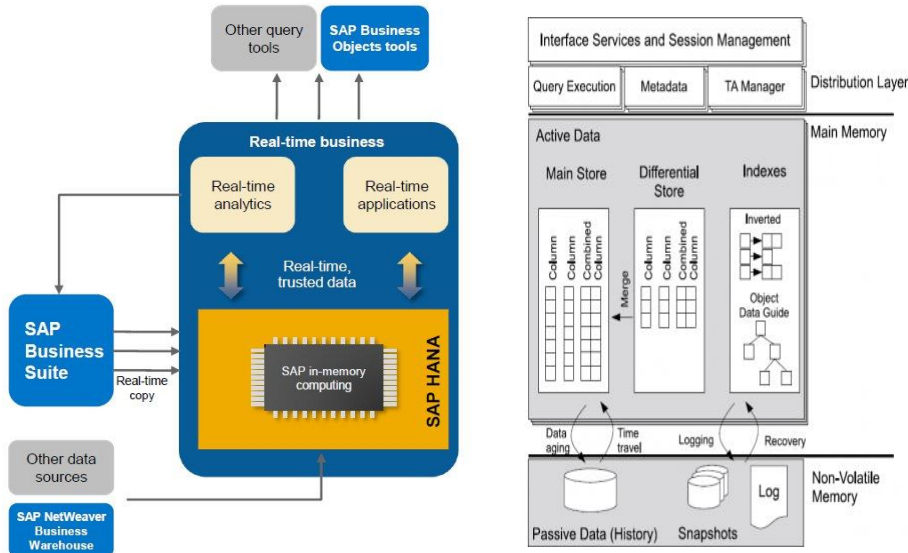 Other query
tools
SAP Business
Objects tools
Real-time business
Real-time
analytics
Real-time
applications
Real-time,
trusted data
SAP
Business
Suite
Real-time
copy
SAP in-memory
computing
SAP HANA
Other data
sources
SAP NetWeaver
Business
Warehouse
Interface Services and Session Management
Query Execution
Metadata
TA Manager
Distribution Layer
Active Data
Main Memory
Main Store
Differential
Store
Indexes
Column
Column
Combined
Column
Merge
Column
Column
Combined
Column
Inverted
Object
Data Guide
Data
aging
Time
travel
Logging
Recovery
Non-Volatile
Memory
Log
Passive Data (History)
Snapshots